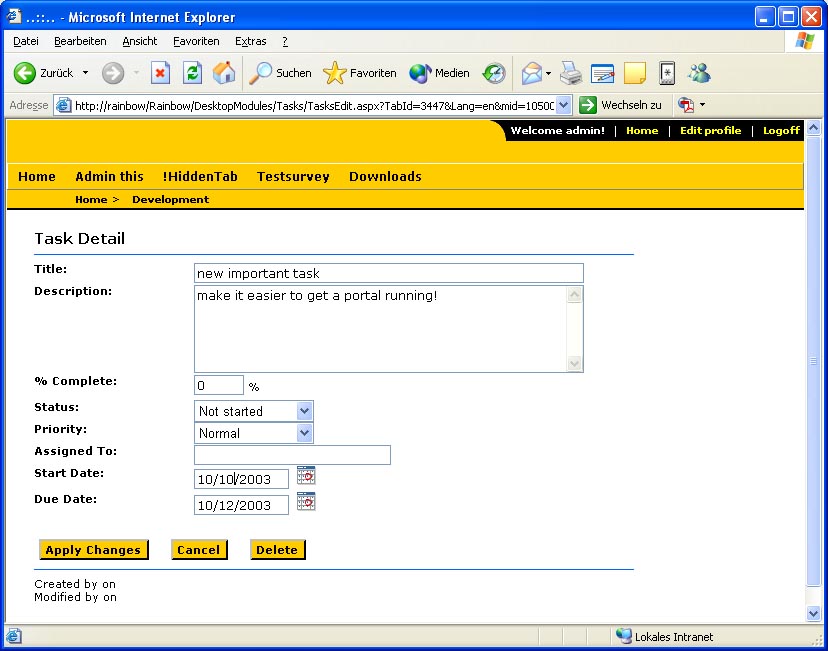 ..::.. - Microsoft Internet Explorer
Datei Bearbeiten Ansicht Favoriten Extras ?
Zurück Suchen Favoriten Medien
Adresse http://rainbow/Rainbow/DesktopModules/Tasks/TasksEdit.aspx?TabId=3447&Lang=en&mid=10500 Wechseln zu
Welcome admin! | Home | Edit profile | Logoff
Home Admin this !HiddenTab Testsurvey Downloads
Home > Development
Task Detail
Title: new important task
Description: make it easier to get a portal running!
% Complete: 0 %
Status: Not started
Priority: Normal
Assigned To:
Start Date: 10/10/2003
Due Date: 10/12/2003
Apply Changes Cancel Delete
Created by on
Modified by on
Lokales Intranet